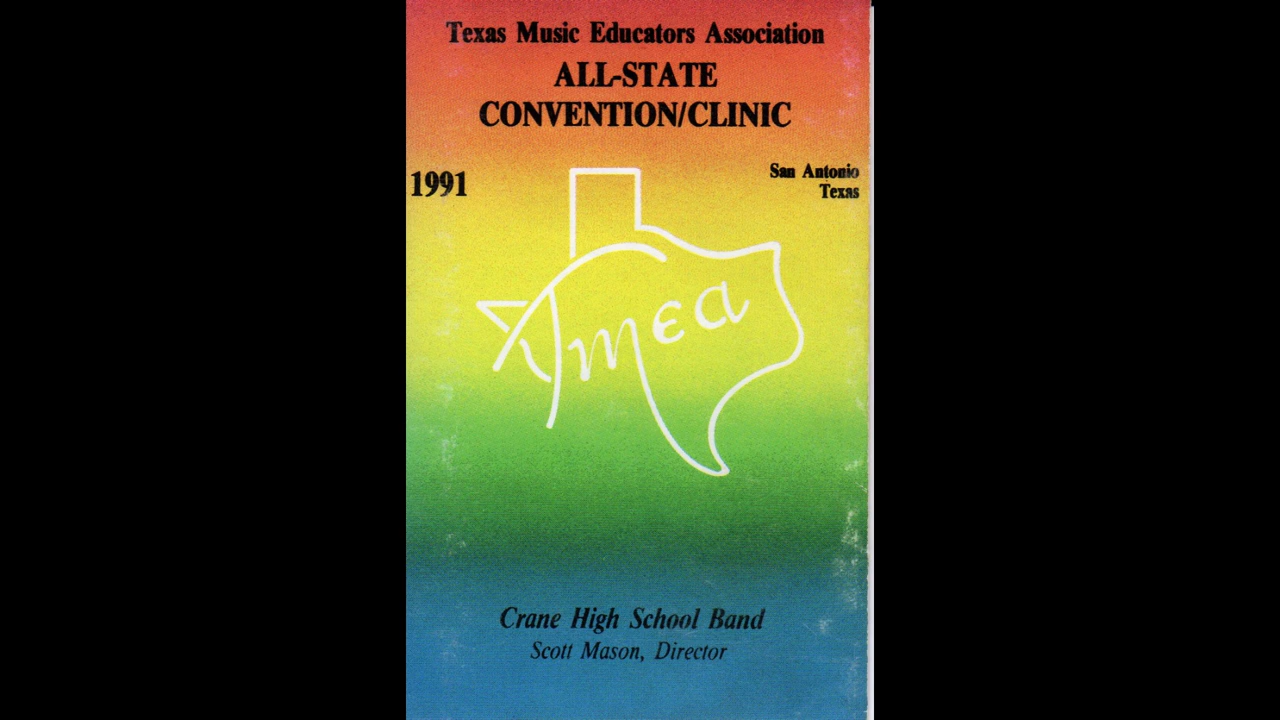 Texas Music Educators Association
ALL-STATE
CONVENTION/CLINIC
1991
San Antonio
Texas
Tmea
Crane High School Band
Scott Mason, Director